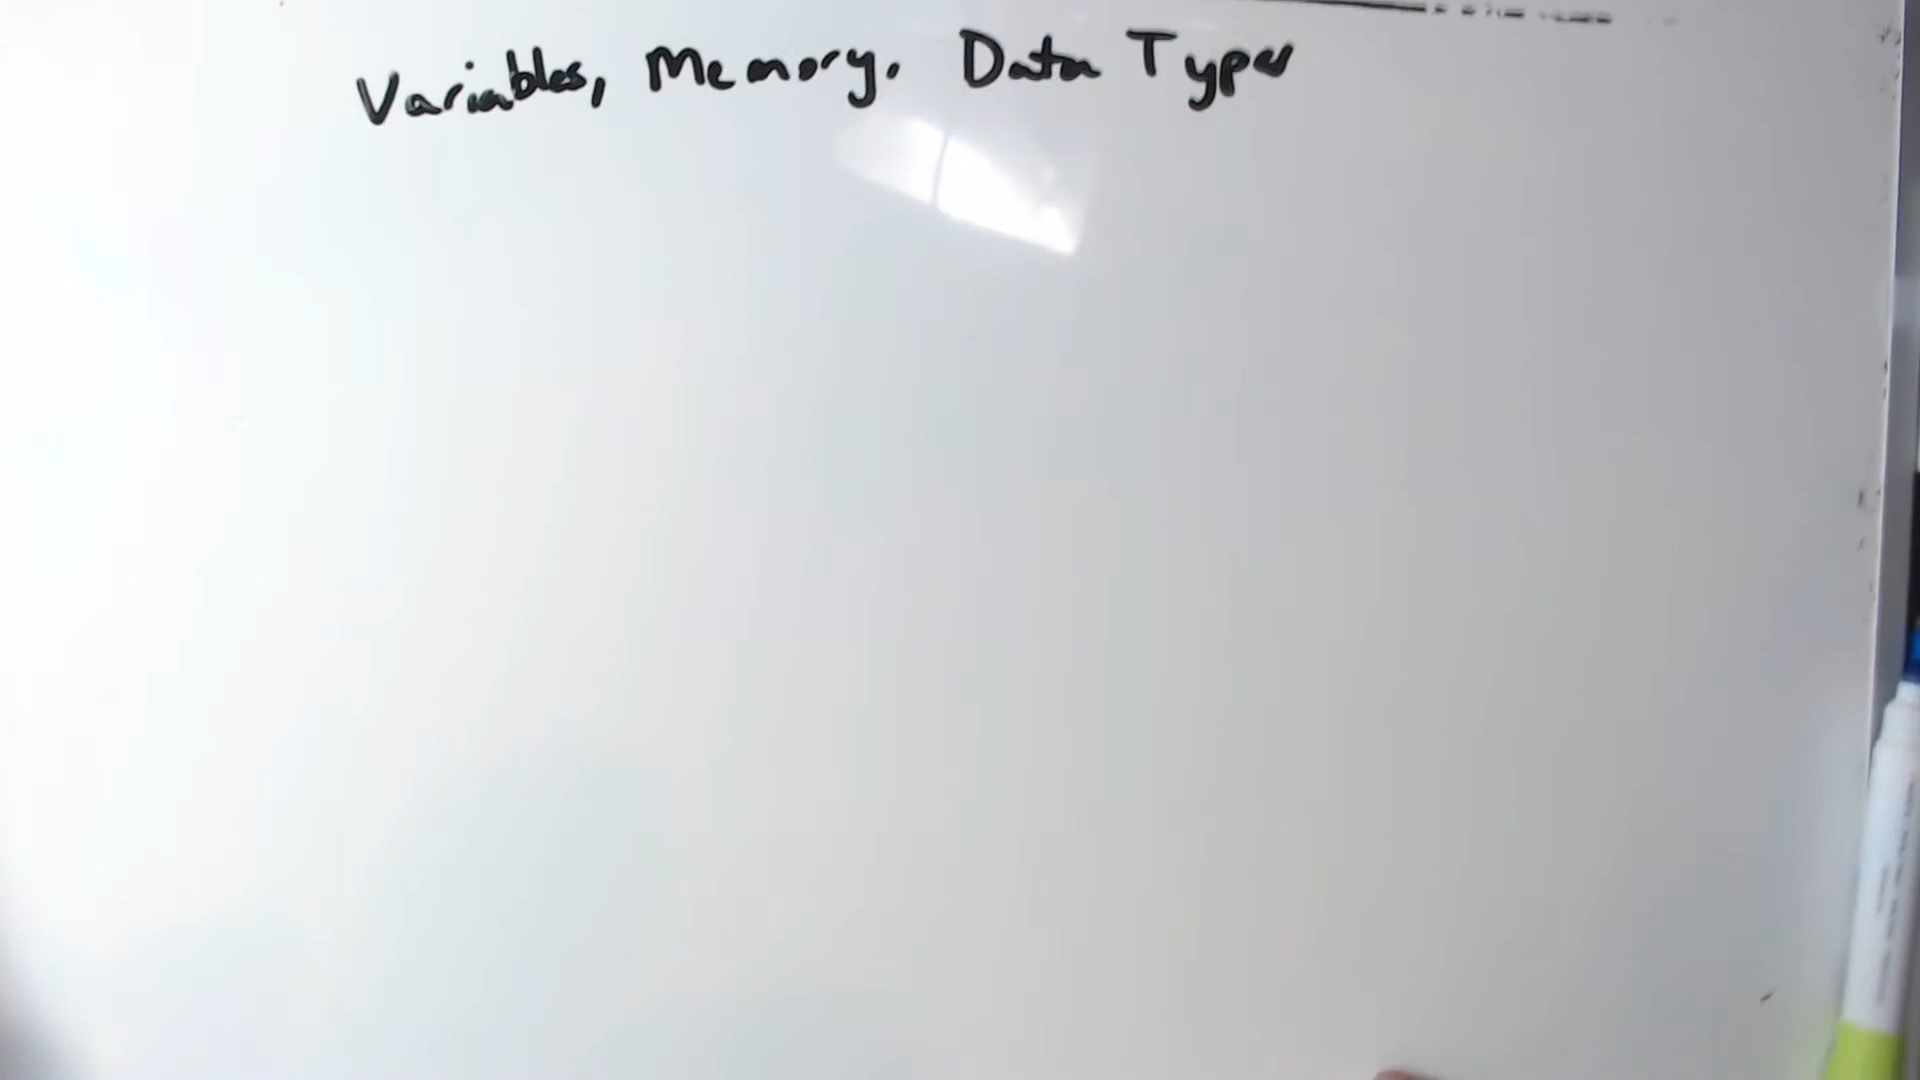 Variables, Memory. Data Types